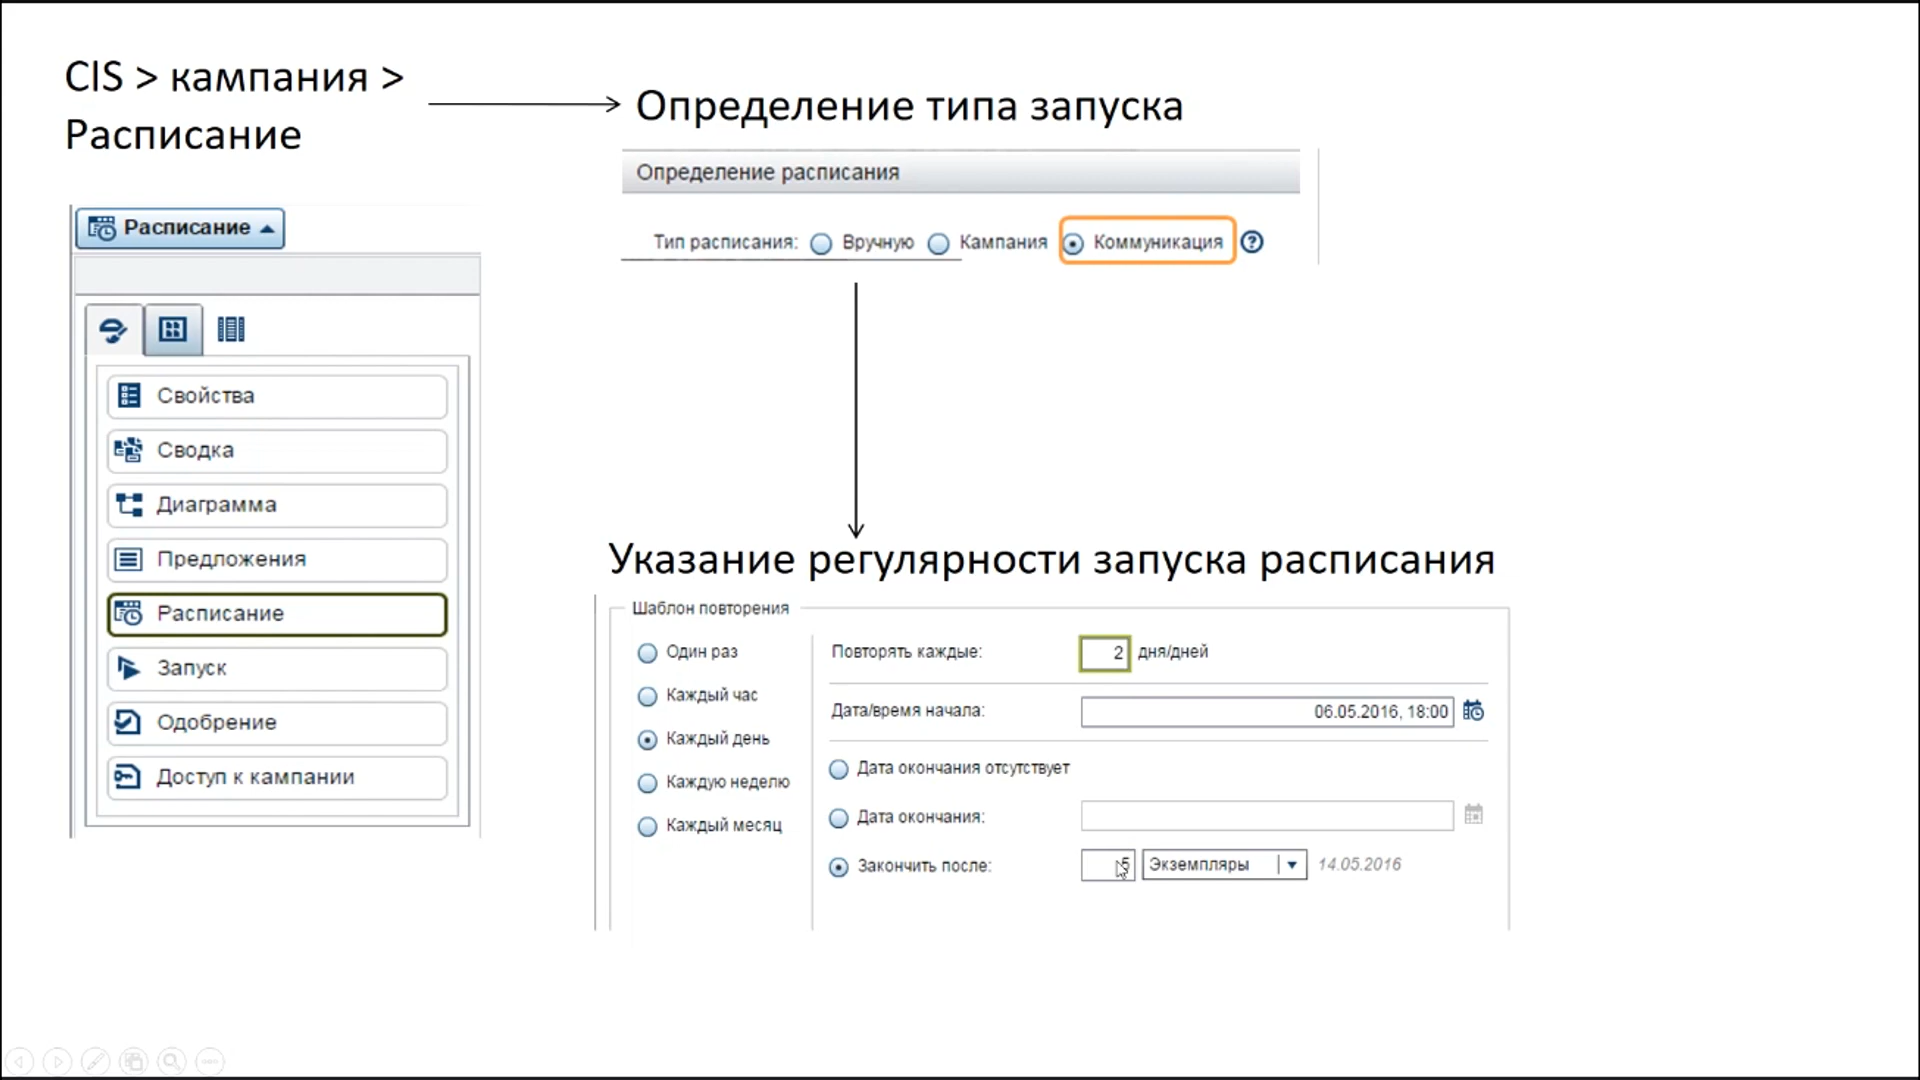 CIS > кампания >
Расписание
Определение типа запуска
Определение расписания
Тип расписания: Вручную Кампания Коммуникация ?
Расписание
Свойства
Сводка
Диаграмма
Предложения
Расписание
Запуск
Одобрение
Доступ к кампании
Указание регулярности запуска расписания
Шаблон повторения
Один раз
Каждый час
Каждый день
Каждую неделю
Каждый месяц
Повторять каждые: 2 дня/дней
Дата/время начала: 06.05.2016, 18:00
Дата окончания отсутствует
Дата окончания:
Закончить после: 5 Экземпляры 14.05.2016